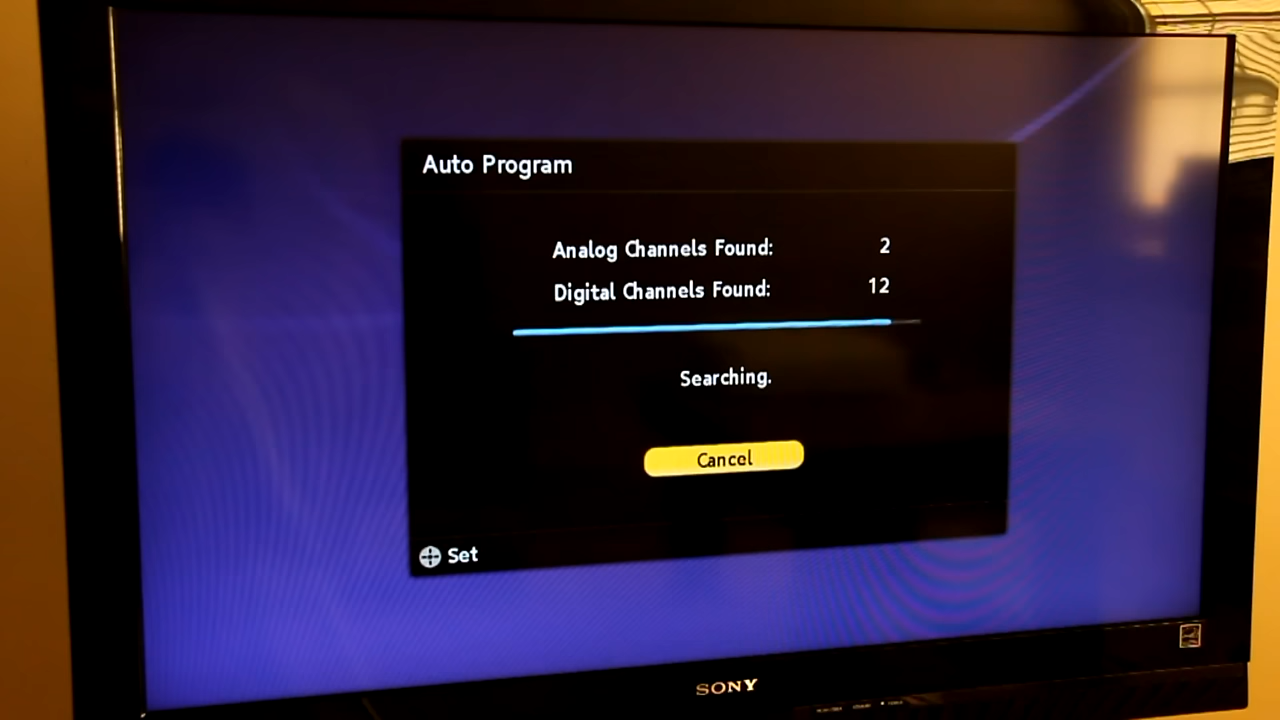 Auto Program
Analog Channels Found: 2
Digital Channels Found: 12
Searching.
Cancel
Set
SONY